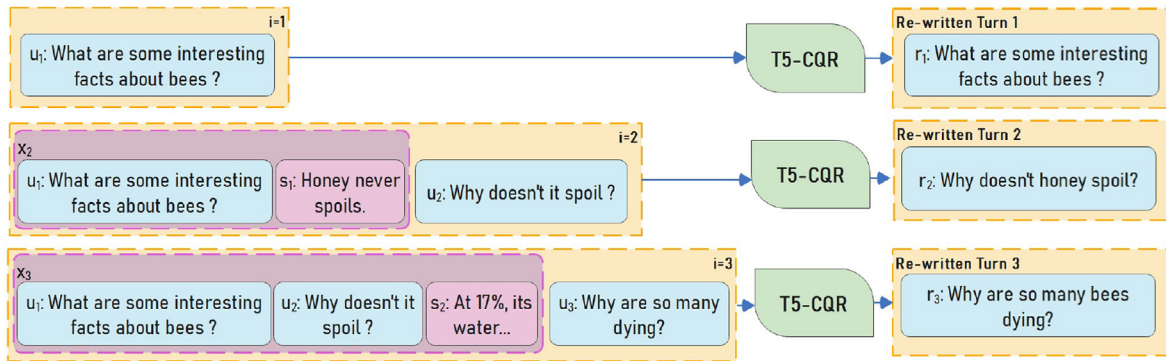 i=1
u₁: What are some interesting
facts about bees ?
T5-CQR
Re-written Turn 1
r₁: What are some interesting
facts about bees ?
i=2
X₂
u₁: What are some interesting
facts about bees ?
s₁: Honey never
spoils.
u₂: Why doesn't it spoil ?
T5-CQR
Re-written Turn 2
r₂: Why doesn't honey spoil?
i=3
X₃
u₁: What are some interesting
facts about bees ?
u₂: Why doesn't it
spoil ?
s₂: At 17%, its
water...
u₃: Why are so many
dying?
T5-CQR
Re-written Turn 3
r₃: Why are so many bees
dying?